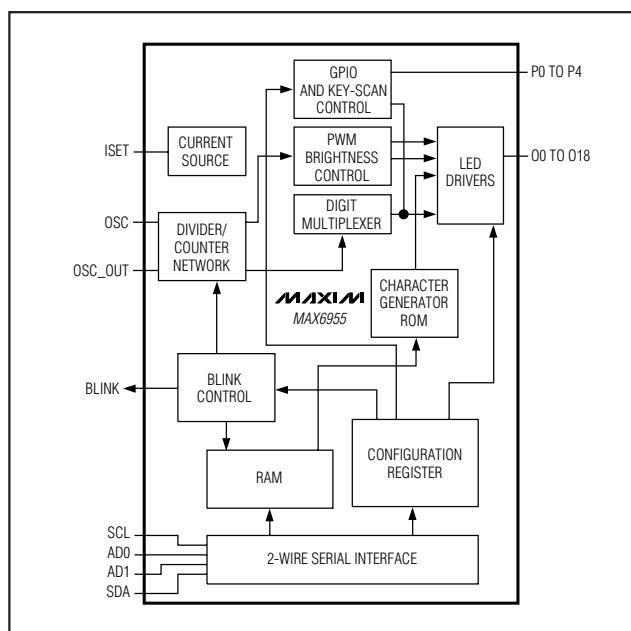 GPIO
AND KEY-SCAN
CONTROL
P0 TO P4
ISET
CURRENT
SOURCE
PWM
BRIGHTNESS
CONTROL
LED
DRIVERS
O0 TO O18
OSC
OSC_OUT
DIVIDER/
COUNTER
NETWORK
DIGIT
MULTIPLEXER
MAXIM
MAX6955
CHARACTER
GENERATOR
ROM
BLINK
BLINK
CONTROL
RAM
CONFIGURATION
REGISTER
SCL
AD0
AD1
SDA
2-WIRE SERIAL INTERFACE